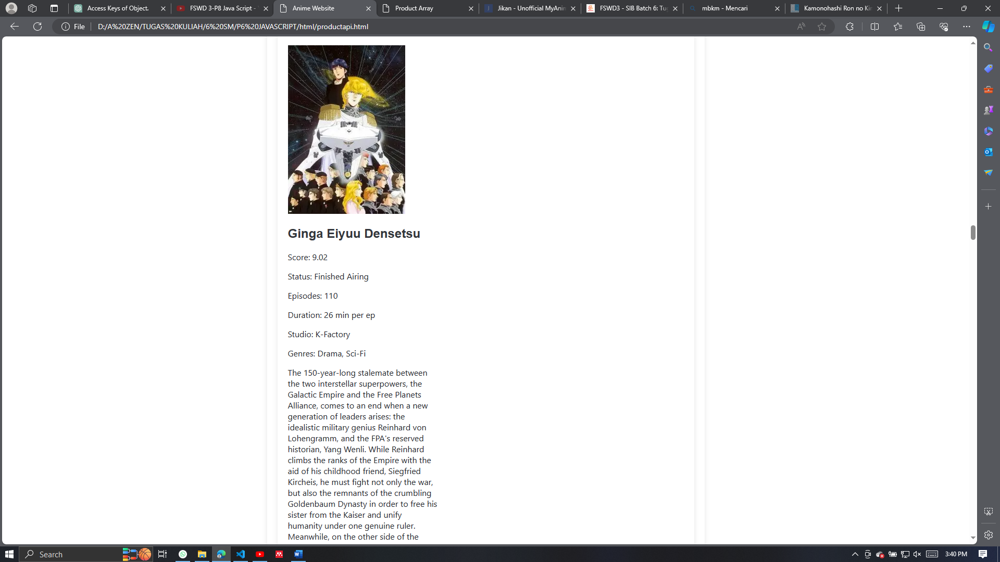 Access Keys of Object.
FSWD 3-P8 Java Script -
Anime Website
Product Array
Jikan - Unofficial MyAnim
FSWD3 - SIB Batch 6: Tug
mbkm - Mencari
Kamonohashi Ron no Kin
File
D:/A%20ZEN/TUGAS%20KULIAH/6%20SM/P6%20JAVASCRIPT/html/productapi.html
Ginga Eiyuu Densetsu
Score: 9.02
Status: Finished Airing
Episodes: 110
Duration: 26 min per ep
Studio: K-Factory
Genres: Drama, Sci-Fi
The 150-year-long stalemate between
the two interstellar superpowers, the
Galactic Empire and the Free Planets
Alliance, comes to an end when a new
generation of leaders arises: the
idealistic military genius Reinhard von
Lohengramm, and the FPA's reserved
historian, Yang Wenli. While Reinhard
climbs the ranks of the Empire with the
aid of his childhood friend, Siegfried
Kircheis, he must fight not only the war,
but also the remnants of the crumbling
Goldenbaum Dynasty in order to free his
sister from the Kaiser and unify
humanity under one genuine ruler.
Meanwhile, on the other side of the
Search
3:40 PM